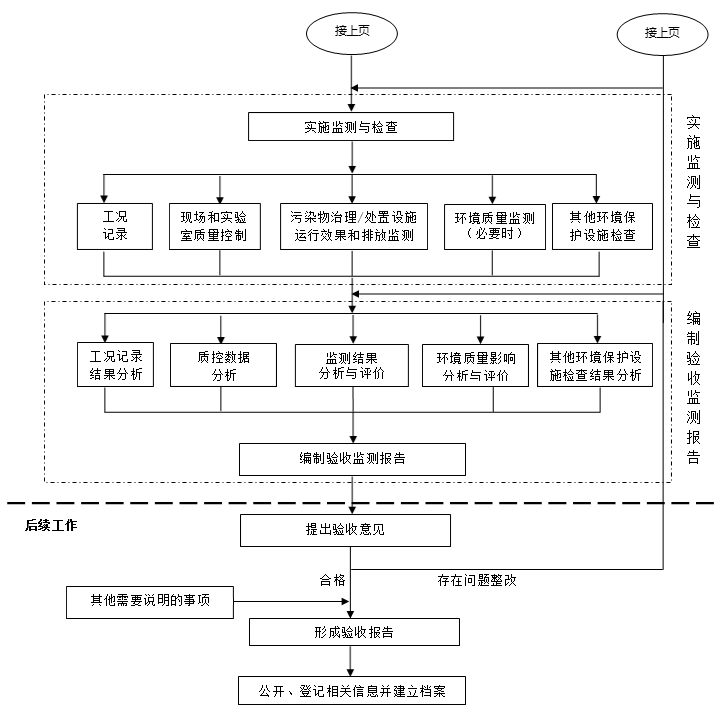 接上页
接上页
实施监测与检查
工况
记录
现场和实验
室质量控制
污染物治理/处置设施
运行效果和排放监测
环境质量监测
（必要时）
其他环境保
护设施检查
实施监测与检查
工况记录
结果分析
质控数据
分析
监测结果
分析与评价
环境质量影响
分析与评价
其他环境保护设
施检查结果分析
编制验收监测报告
编制验收监测报告
后续工作
提出验收意见
合格
存在问题整改
其他需要说明的事项
形成验收报告
公开、登记相关信息并建立档案